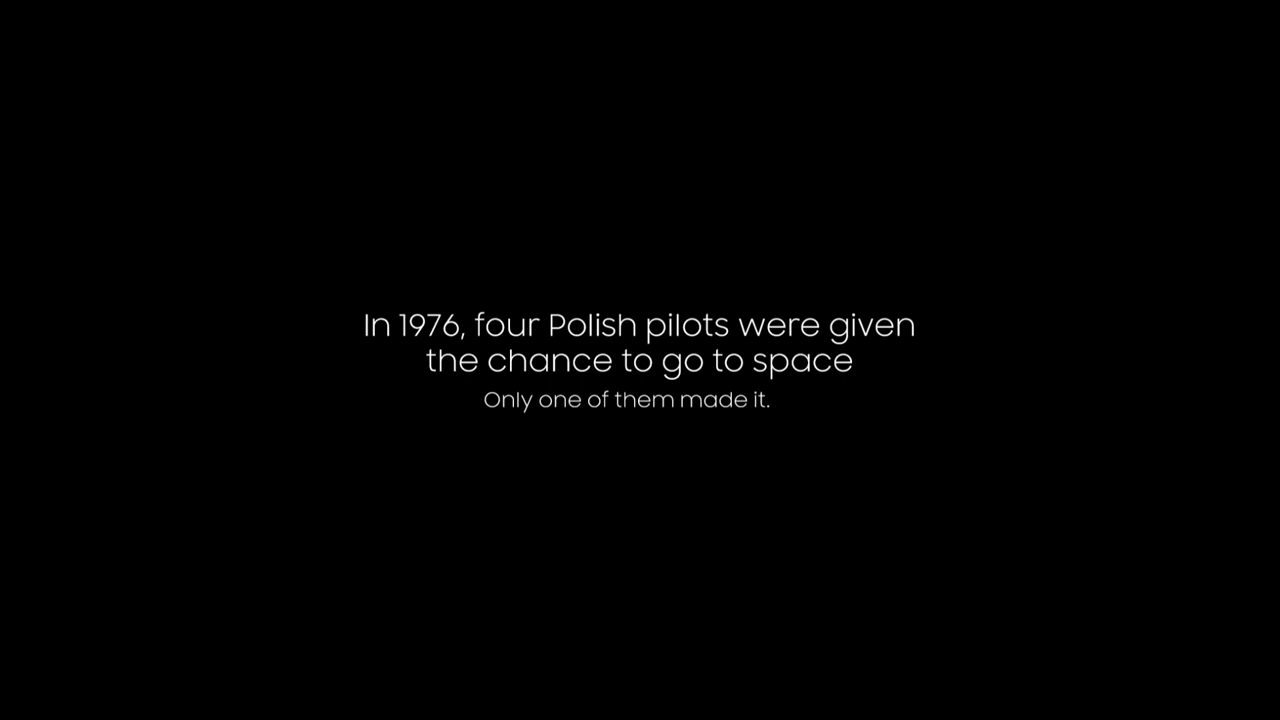 In 1976, four Polish pilots were given
the chance to go to space
Only one of them made it.